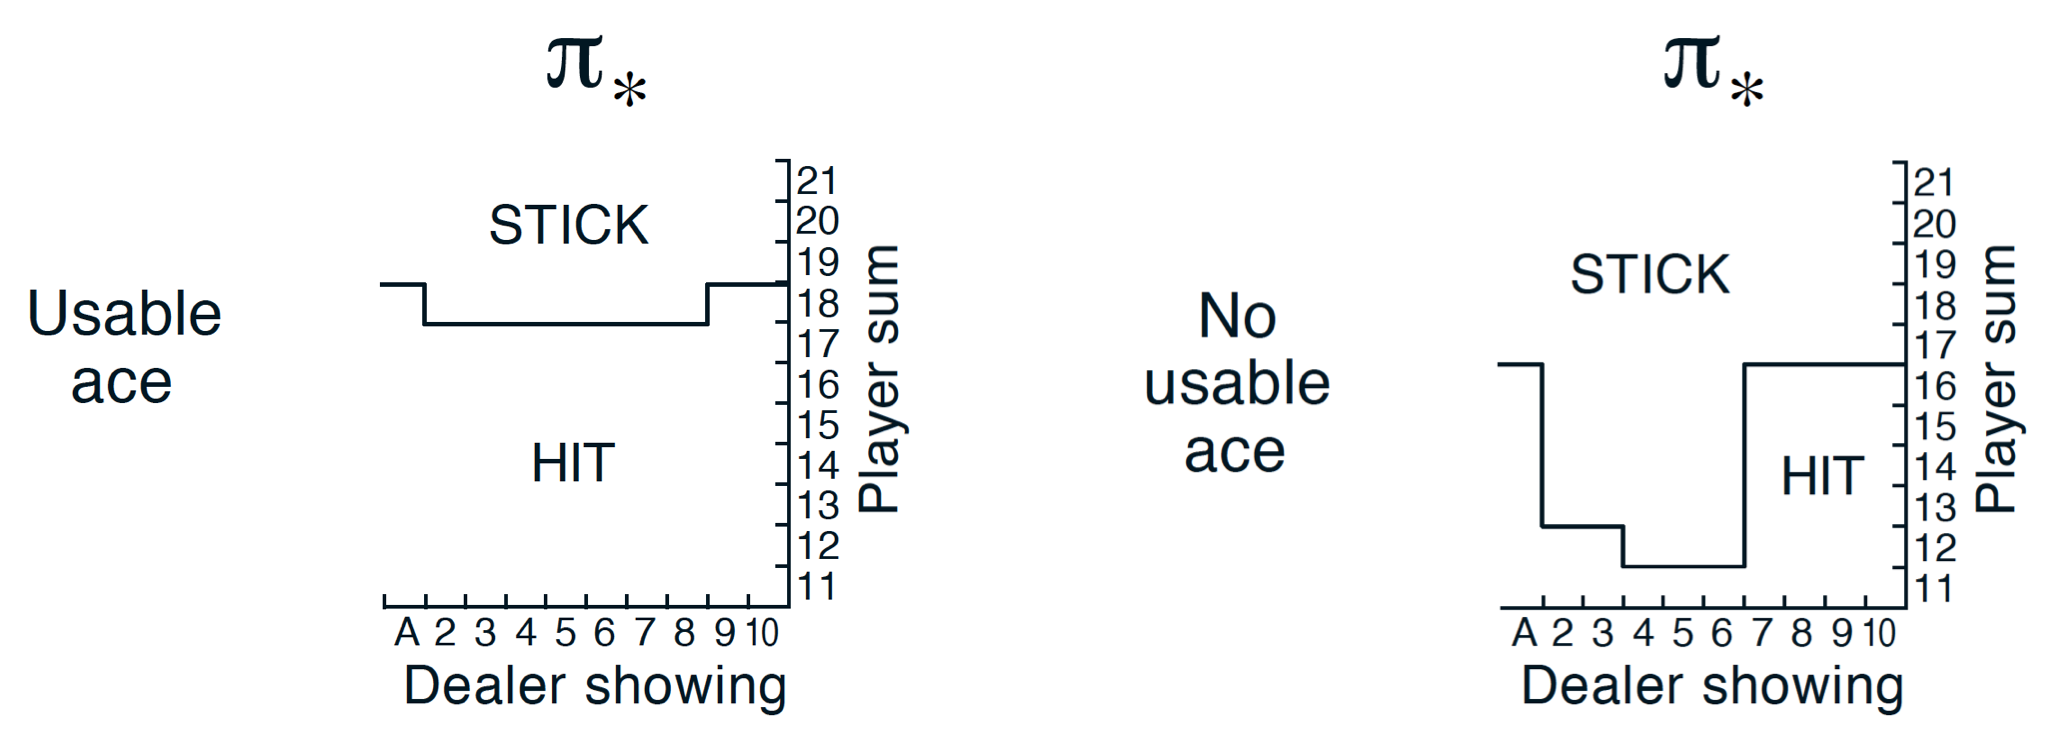 π*
Usable
ace
STICK
HIT
21
20
19
18
17
16
15
14
13
12
11
Player sum
A 2 3 4 5 6 7 8 9 10
Dealer showing
π*
No
usable
ace
STICK
HIT
21
20
19
18
17
16
15
14
13
12
11
Player sum
A 2 3 4 5 6 7 8 9 10
Dealer showing